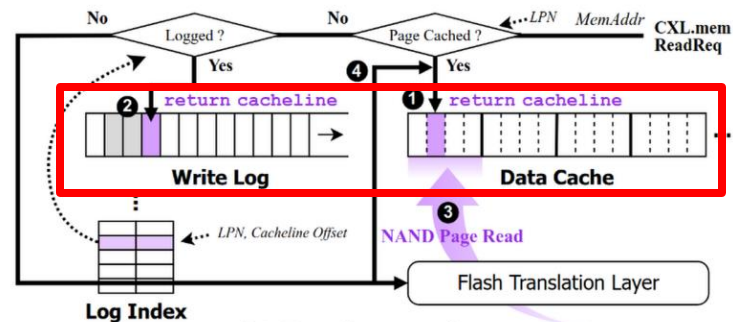 No
No
LPN
MemAddr
CXL.mem
ReadReq
Logged ?
Page Cached ?
Yes
4
Yes
2
return cacheline
1
return cacheline
Write Log
Data Cache
3
LPN, Cacheline Offset
NAND Page Read
Flash Translation Layer
Log Index